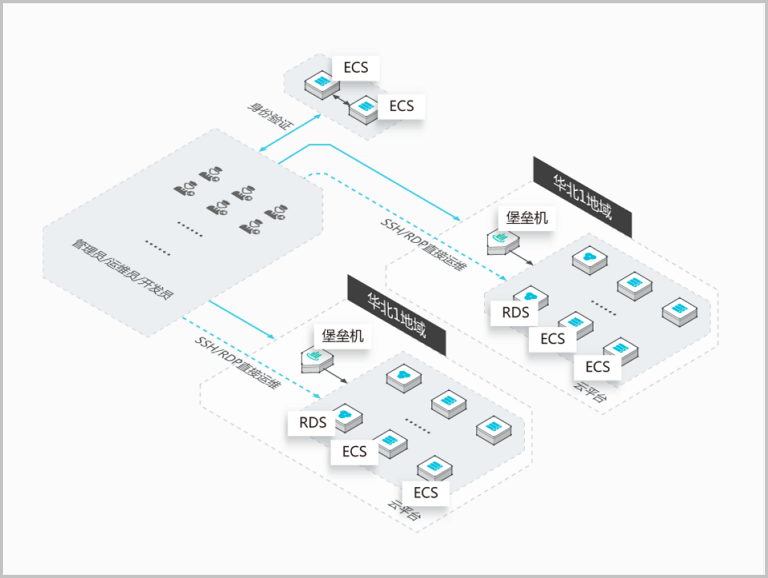 ECS
ECS
身份验证
管理员/运维员/开发员
华北1地域
堡垒机
SSH/RDP直接运维
RDS
ECS
ECS
云平台
华北1地域
堡垒机
SSH/RDP直接运维
RDS
ECS
ECS
云平台